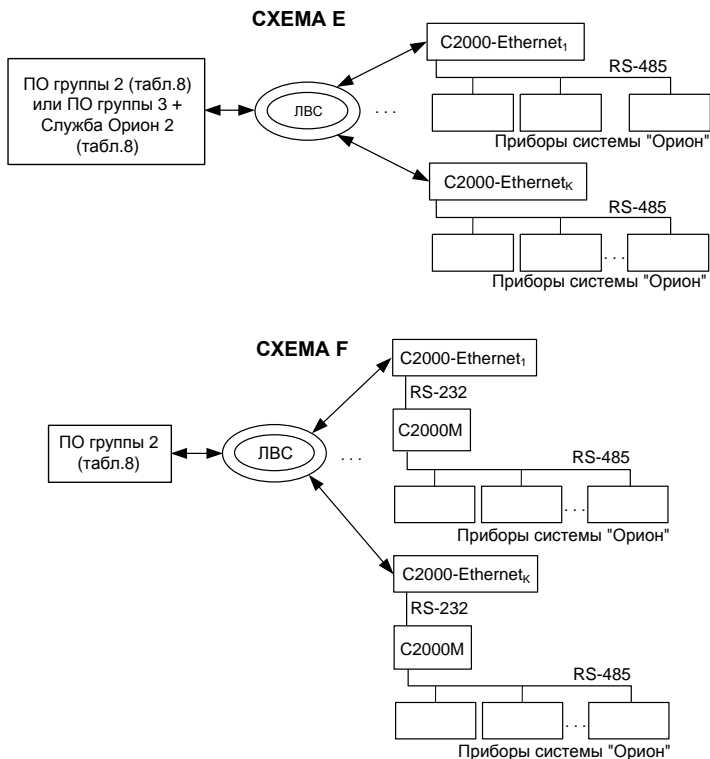 СХЕМА E
С2000-Ethernet₁
RS-485
ПО группы 2 (табл.8)
или ПО группы 3 +
Служба Орион 2
(табл.8)
ЛВС
. . .
Приборы системы "Орион"
С2000-Ethernetₖ
RS-485
. . .
Приборы системы "Орион"
СХЕМА F
С2000-Ethernet₁
RS-232
С2000М
ПО группы 2
(табл.8)
ЛВС
. . .
RS-485
. . .
Приборы системы "Орион"
С2000-Ethernetₖ
RS-232
С2000М
RS-485
. . .
Приборы системы "Орион"